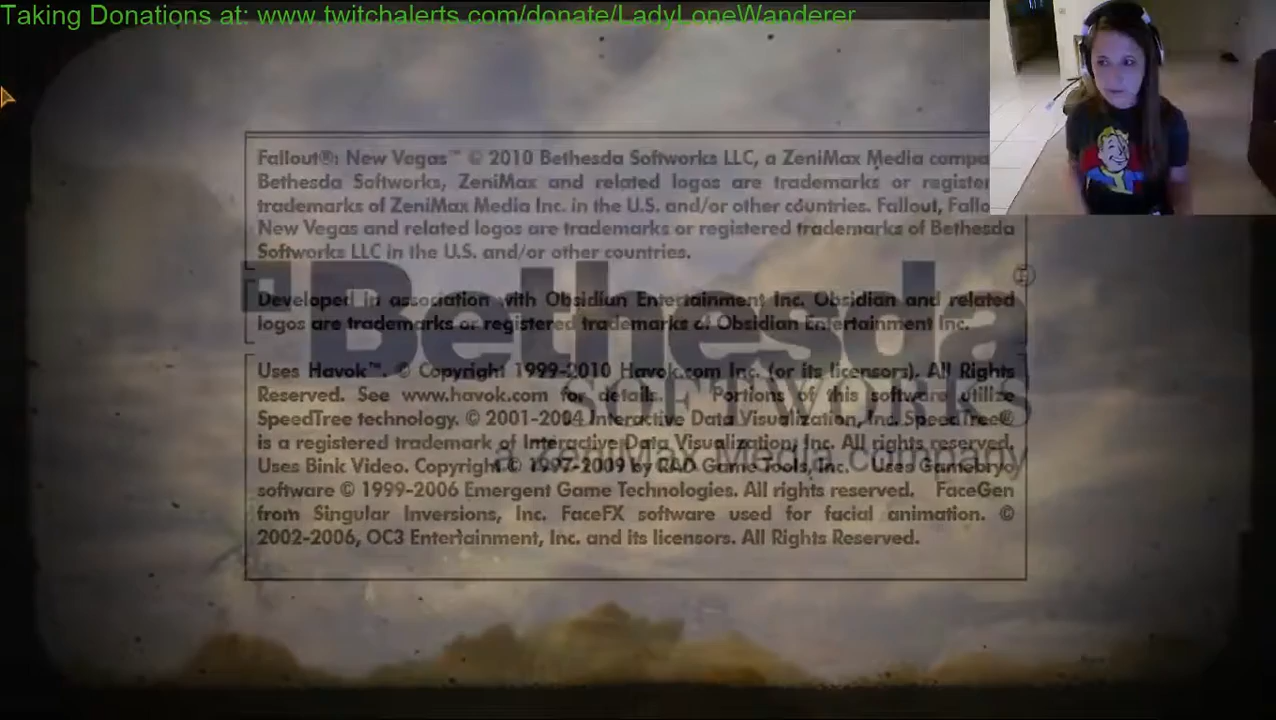 Taking Donations at: www.twitchalerts.com/donate/LadyLoneWanderer
Fallout®: New Vegas™ © 2010 Bethesda Softworks LLC, a ZeniMax Media compa
Bethesda Softworks, ZeniMax and related logos are trademarks or register
trademarks of ZeniMax Media Inc. in the U.S. and/or other countries. Fallout, Fallo
New Vegas and related logos are trademarks or registered trademarks of Bethesda
Softworks LLC in the U.S. and/or other countries.
Developed in association with Obsidian Entertainment Inc. Obsidian and related
logos are trademarks or registered trademarks of Obsidian Entertainment Inc.
Bethesda®
SOFTWORKS
a ZeniMax Media company
Uses Havok™. © Copyright 1999-2010 Havok.com Inc. (or its licensors). All Rights
Reserved. See www.havok.com for details. Portions of this software utilize
SpeedTree technology. © 2001-2004 Interactive Data Visualization, Inc. SpeedTree®
is a registered trademark of Interactive Data Visualization, Inc. All rights reserved.
Uses Bink Video. Copyright © 1997-2009 by RAD Game Tools, Inc. Uses Gamebryo
software © 1999-2006 Emergent Game Technologies. All rights reserved. FaceGen
from Singular Inversions, Inc. FaceFX software used for facial animation. ©
2002-2006, OC3 Entertainment, Inc. and its licensors. All Rights Reserved.